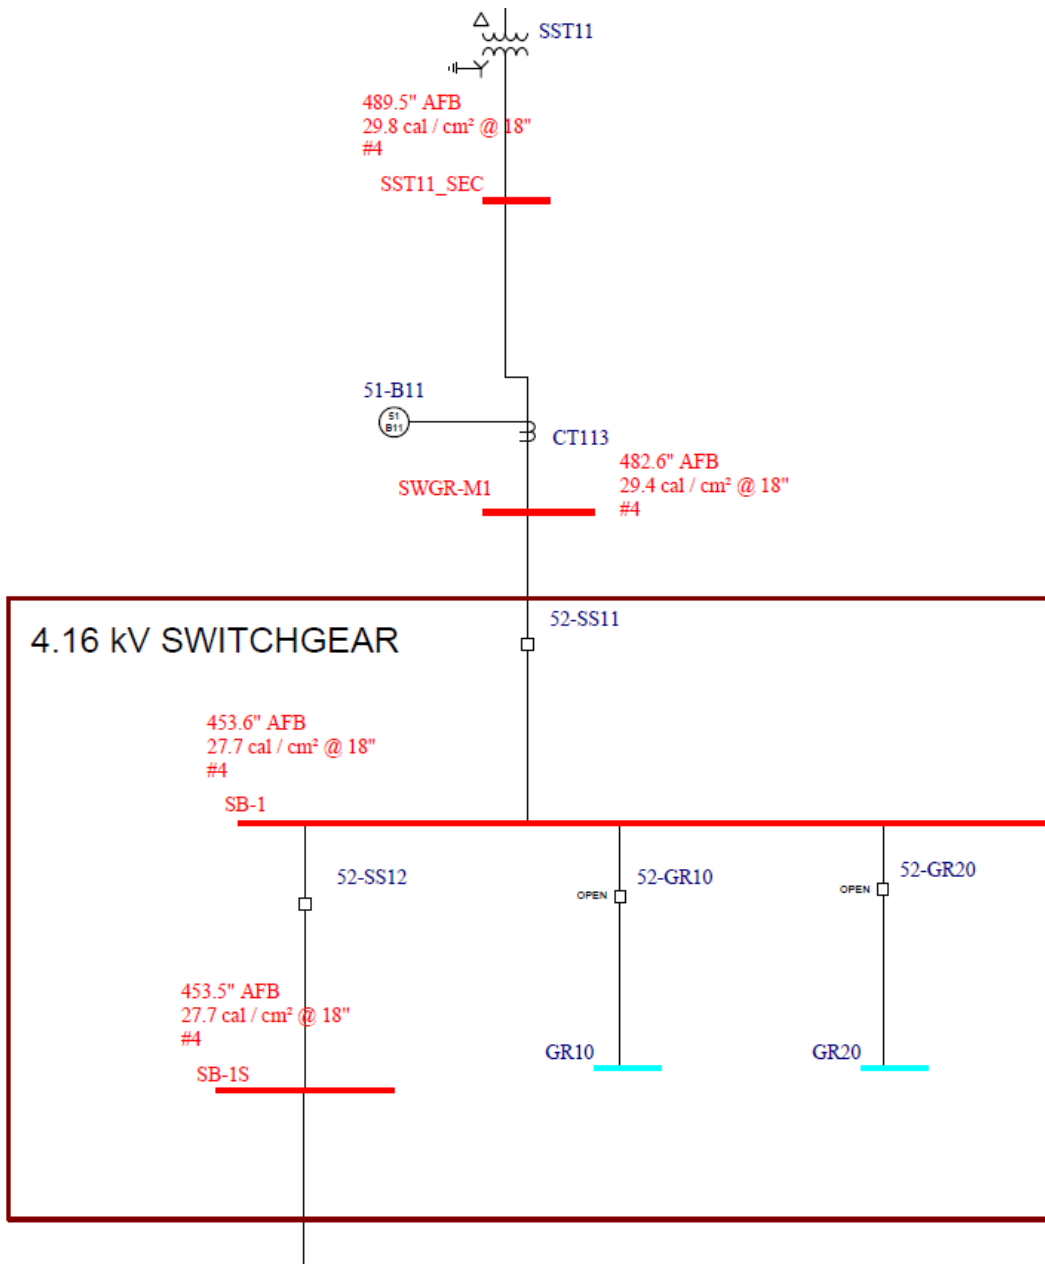 SST11
489.5" AFB
29.8 cal / cm² @ 18"
#4
SST11_SEC
51-B11
51
B11
CT113
482.6" AFB
29.4 cal / cm² @ 18"
#4
SWGR-M1
52-SS11
4.16 kV SWITCHGEAR
453.6" AFB
27.7 cal / cm² @ 18"
#4
SB-1
52-SS12
OPEN
52-GR10
OPEN
52-GR20
453.5" AFB
27.7 cal / cm² @ 18"
#4
SB-1S
GR10
GR20